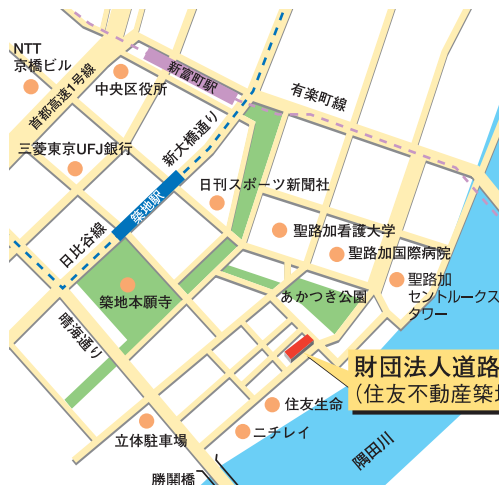 NTT
京橋ビル
首都高速1号線
中央区役所
新富町駅
有楽町線
三菱東京UFJ銀行
新大橋通り
日刊スポーツ新聞社
築地駅
日比谷線
聖路加看護大学
聖路加国際病院
聖路加
セントルークス
タワー
築地本願寺
あかつき公園
晴海通り
財団法人道路
（住友不動産築地
住友生命
ニチレイ
立体駐車場
勝鬨橋
隅田川